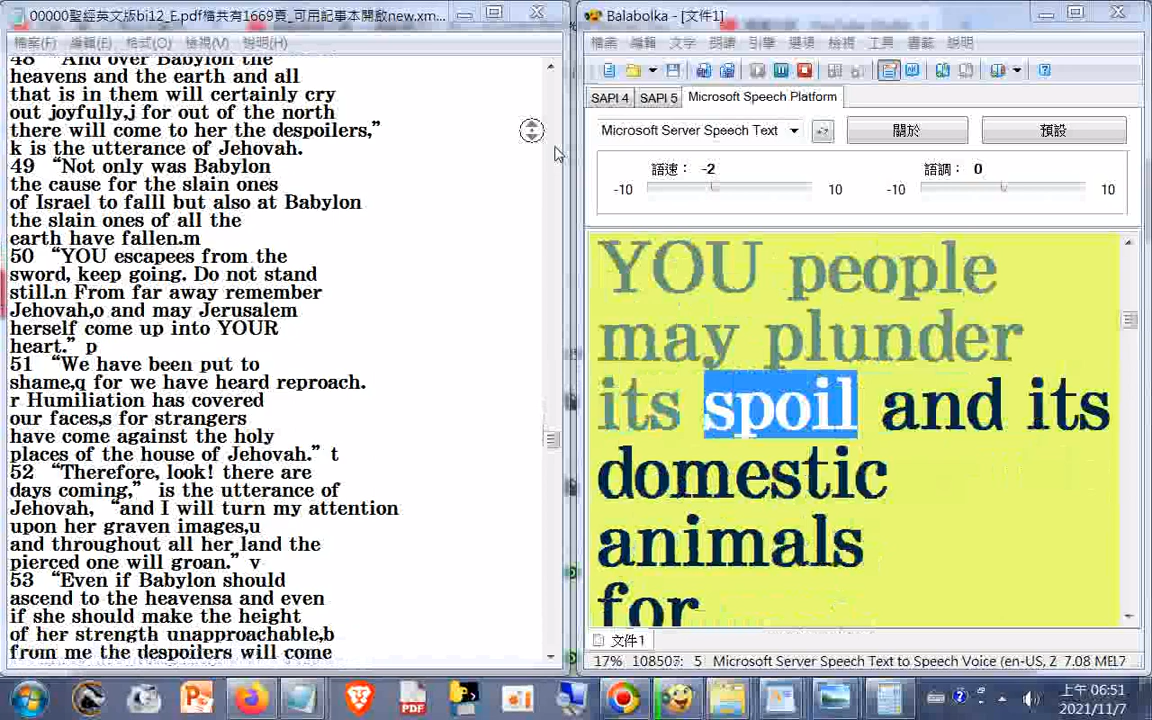 00000聖經英文版bi12_E.pdf檔共有1669頁_可用記事本開啟new.xm...
檔案(F) 編輯(E) 格式(O) 檢視(V) 說明(H)
48 “And over Babylon the
heavens and the earth and all
that is in them will certainly cry
out joyfully,j for out of the north
there will come to her the despoilers,”
k is the utterance of Jehovah.
49 “Not only was Babylon
the cause for the slain ones
of Israel to falll but also at Babylon
the slain ones of all the
earth have fallen.m
50 “YOU escapees from the
sword, keep going. Do not stand
still.n From far away remember
Jehovah,o and may Jerusalem
herself come up into YOUR
heart.” p
51 “We have been put to
shame,q for we have heard reproach.
r Humiliation has covered
our faces,s for strangers
have come against the holy
places of the house of Jehovah.” t
52 “Therefore, look! there are
days coming,” is the utterance of
Jehovah, “and I will turn my attention
upon her graven images,u
and throughout all her land the
pierced one will groan.” v
53 “Even if Babylon should
ascend to the heavensa and even
if she should make the height
of her strength unapproachable,b
from me the despoilers will come
Balabolka - [文件1]
檔案 編輯 文字 朗讀 引擎 選項 檢視 工具 書籤 說明
SAPI 4 SAPI 5 Microsoft Speech Platform
Microsoft Server Speech Text 關於 預設
語速： -2 語調： 0
-10 10 -10 10
YOU people
may plunder
its spoil and its
domestic
animals
for
文件1
17% 108507: 5 Microsoft Server Speech Text to Speech Voice (en-US, 2 7.08 ME
上午 06:51
2021/11/7